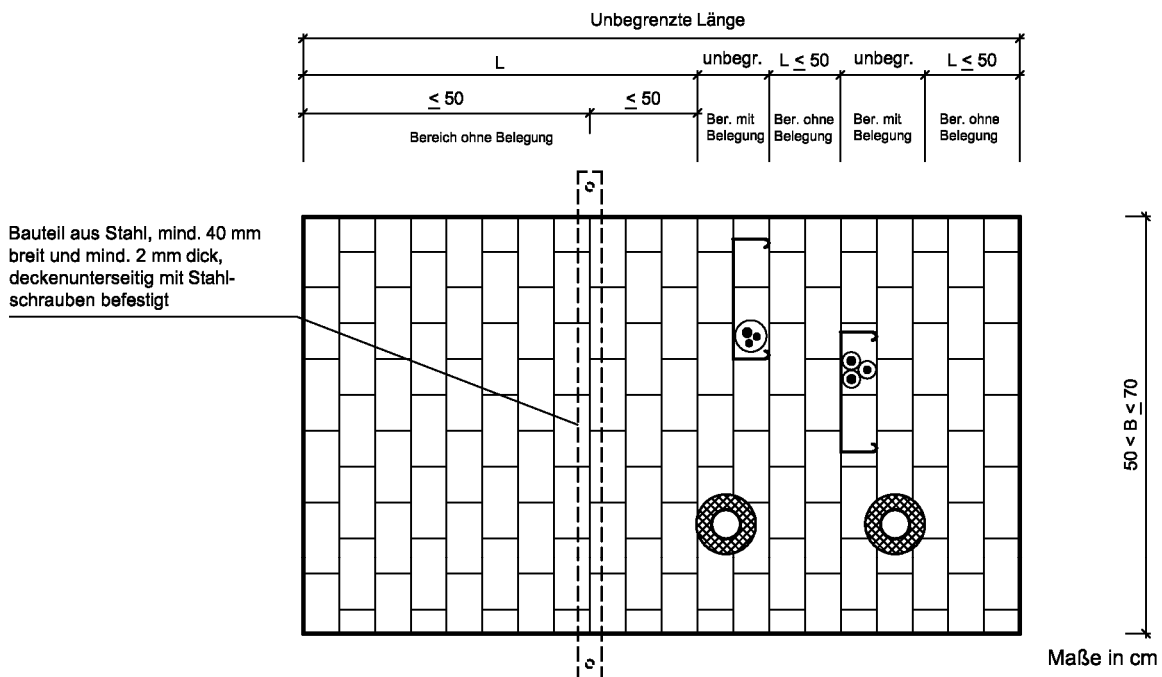 Unbegrenzte Länge
L
unbegr.
L ≤ 50
unbegr.
L ≤ 50
≤ 50
≤ 50
Bereich ohne Belegung
Ber. mit
Belegung
Ber. ohne
Belegung
Ber. mit
Belegung
Ber. ohne
Belegung
Bauteil aus Stahl, mind. 40 mm
breit und mind. 2 mm dick,
deckenunterseitig mit Stahl-
schrauben befestigt
50 < B ≤ 70
Maße in cm